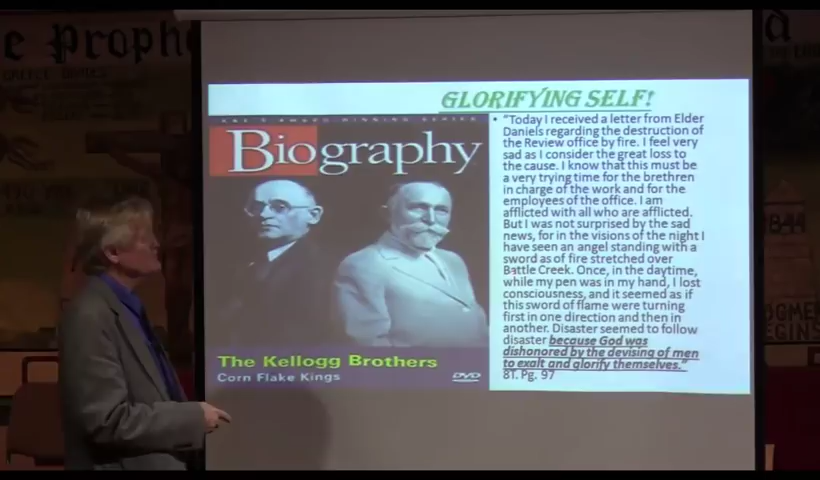 e Proph
GLORIFYING SELF!
Biography
The Kellogg Brothers
Corn Flake Kings
DVD
• "Today I received a letter from Elder
Daniels regarding the destruction of
the Review office by fire. I feel very
sad as I consider the great loss to
the cause. I know that this must be
a very trying time for the brethren
in charge of the work and for the
employees of the office. I am
afflicted with all who are afflicted.
But I was not surprised by the sad
news, for in the visions of the night I
have seen an angel standing with a
sword as of fire stretched over
Battle Creek. Once, in the daytime,
while my pen was in my hand, I lost
consciousness, and it seemed as if
this sword of flame were turning
first in one direction and then in
another. Disaster seemed to follow
disaster because God was
dishonored by the devising of men
to exalt and glorify themselves."
8T. Pg. 97
1844